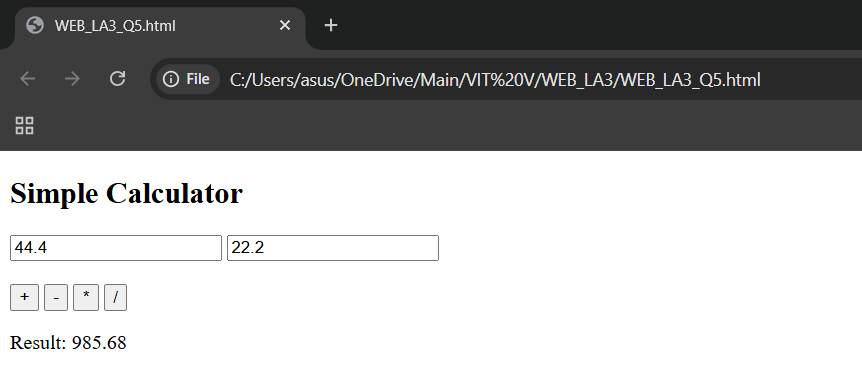 WEB_LA3_Q5.html
File C:/Users/asus/OneDrive/Main/VIT%20V/WEB_LA3/WEB_LA3_Q5.html
Simple Calculator
44.4 22.2
+ - * /
Result: 985.68